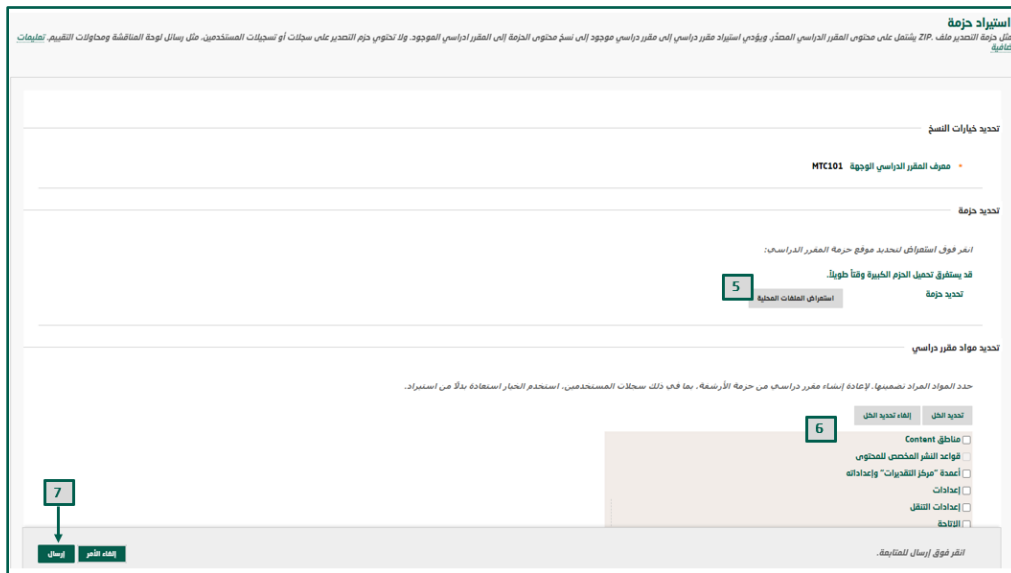 استيراد حزمة
مثل حزمة التصدير ملف .ZIP يشتمل على محتوى المقرر الدراسي المصدَّر. ويؤدي استيراد مقرر دراسي إلى مقرر دراسي موجود إلى نسخ محتوى الحزمة إلى المقرر ادراسي الموجود. ولا تحتوي حزم التصدير على سجلات أو تسجيلات المستخدمين، مثل رسائل لوحة المناقشة ومحاولات التقييم. تعليمات
ضافية
تحديد خيارات النسخ
* معرف المقرر الدراسي الوجهة MTC101
تحديد حزمة
انقر فوق استعراض لتحديد موقع حزمة المقرر الدراسي:
قد يستغرق تحميل الحزم الكبيرة وقتاً طويلاً.
5
تحديد حزمة استعراض الملفات المحلية
تحديد مواد مقرر دراسي
حدد المواد المراد تضمينها. لإعادة إنشاء مقرر دراسي من حزمة الأرشفة، بما في ذلك سجلات المستخدمين، استخدم الخيار استعادة بدلاً من استيراد.
تحديد الكل إلغاء تحديد الكل
6
مناطق Content
قواعد النشر المخصص للمحتوى
أعمدة "مركز التقديرات" وإعداداته
إعدادات
إعدادات التنقل
الإتاحة
7
انقر فوق إرسال للمتابعة. إلغاء الأمر إرسال